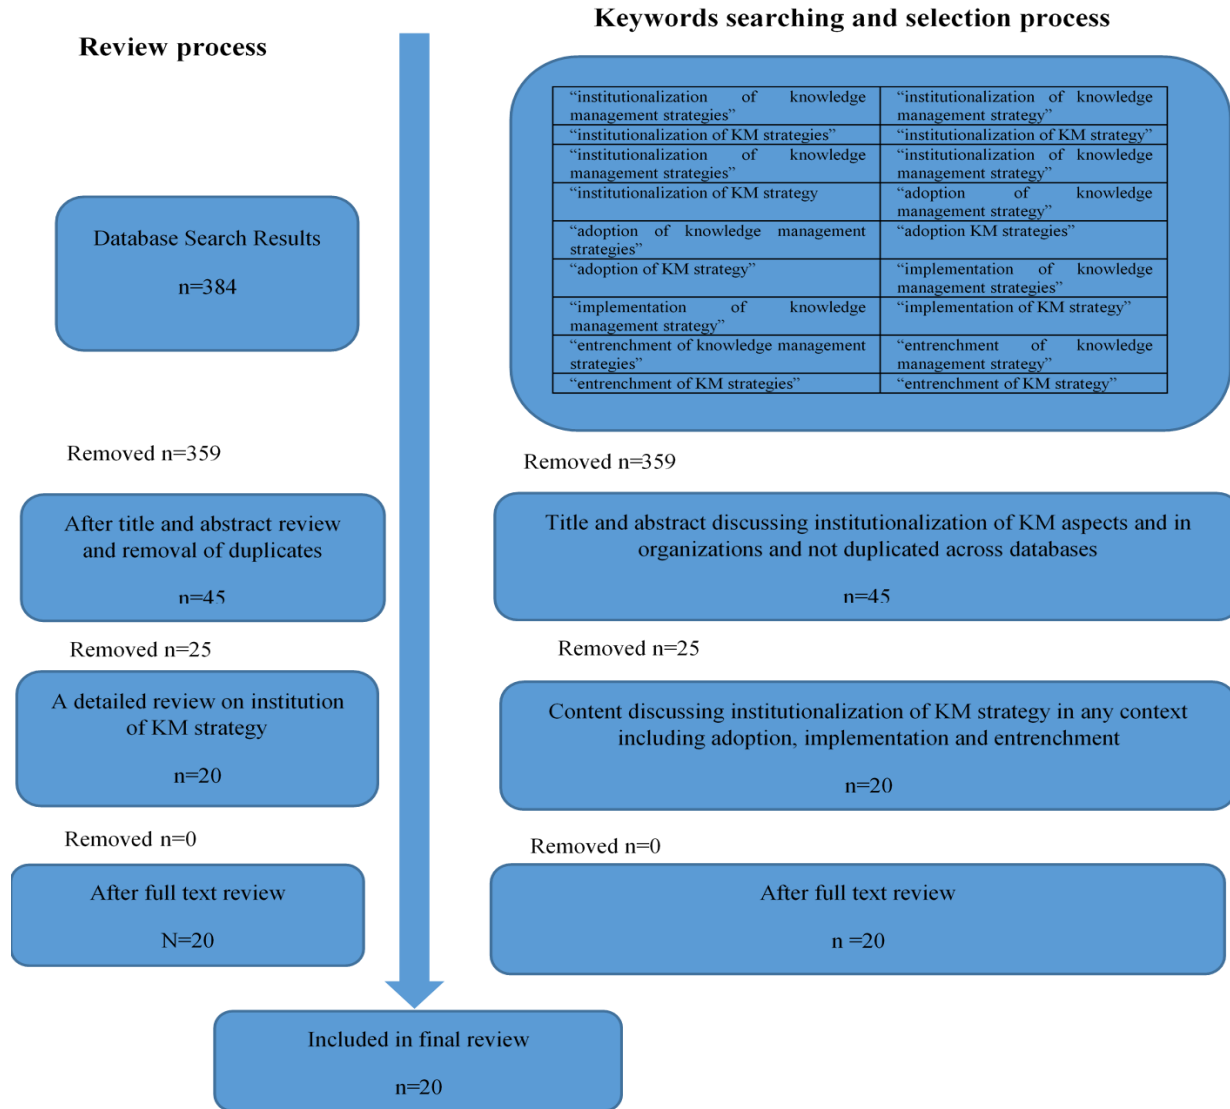 Review process
Keywords searching and selection process
Database Search Results
n=384
“institutionalization of knowledge
management strategies”
“institutionalization of knowledge
management strategy”
“institutionalization of KM strategies”
“institutionalization of KM strategy”
“institutionalization of knowledge
management strategies”
“institutionalization of knowledge
management strategy”
“institutionalization of KM strategy
“adoption of knowledge
management strategy”
“adoption of knowledge management
strategies”
“adoption KM strategies”
“adoption of KM strategy”
“implementation of knowledge
management strategies”
“implementation of knowledge
management strategy”
“implementation of KM strategy”
“entrenchment of knowledge management
strategies”
“entrenchment of knowledge
management strategy”
“entrenchment of KM strategies”
“entrenchment of KM strategy”
Removed n=359
Removed n=359
After title and abstract review
and removal of duplicates
n=45
Title and abstract discussing institutionalization of KM aspects and in
organizations and not duplicated across databases
n=45
Removed n=25
Removed n=25
A detailed review on institution
of KM strategy
n=20
Content discussing institutionalization of KM strategy in any context
including adoption, implementation and entrenchment
n=20
Removed n=0
Removed n=0
After full text review
N=20
After full text review
n =20
Included in final review
n=20